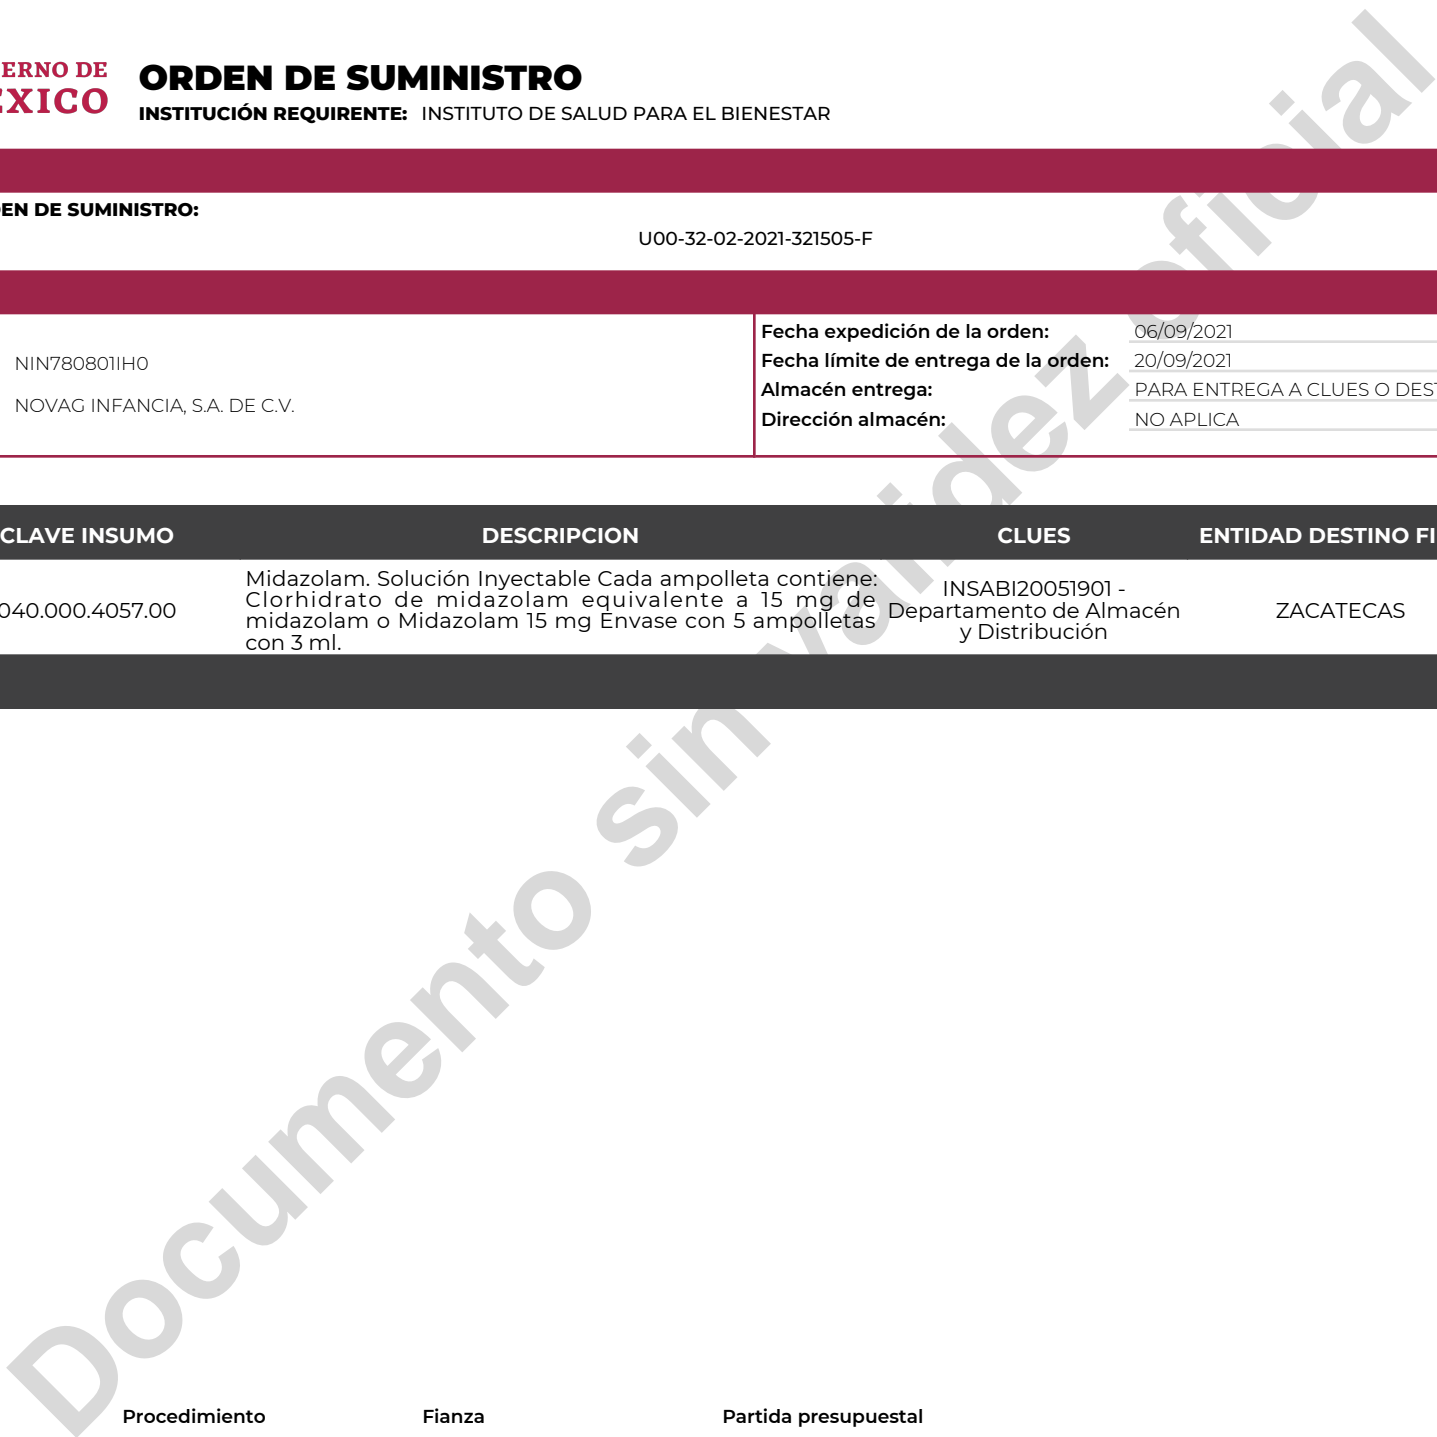 ERNO DE
EXICO
ORDEN DE SUMINISTRO
INSTITUCIÓN REQUIRENTE: INSTITUTO DE SALUD PARA EL BIENESTAR
EN DE SUMINISTRO:
U00-32-02-2021-321505-F
NIN780801IH0
NOVAG INFANCIA, S.A. DE C.V.
Fecha expedición de la orden: 06/09/2021
Fecha límite de entrega de la orden: 20/09/2021
Almacén entrega: PARA ENTREGA A CLUES O DEST
Dirección almacén: NO APLICA
CLAVE INSUMO DESCRIPCION CLUES ENTIDAD DESTINO FI
040.000.4057.00
Midazolam. Solución Inyectable Cada ampolleta contiene:
Clorhidrato de midazolam equivalente a 15 mg de
midazolam o Midazolam 15 mg Envase con 5 ampolletas
con 3 ml.
INSABI20051901 -
Departamento de Almacén
y Distribución
ZACATECAS
Documento sin validez oficial
Procedimiento Fianza Partida presupuestal